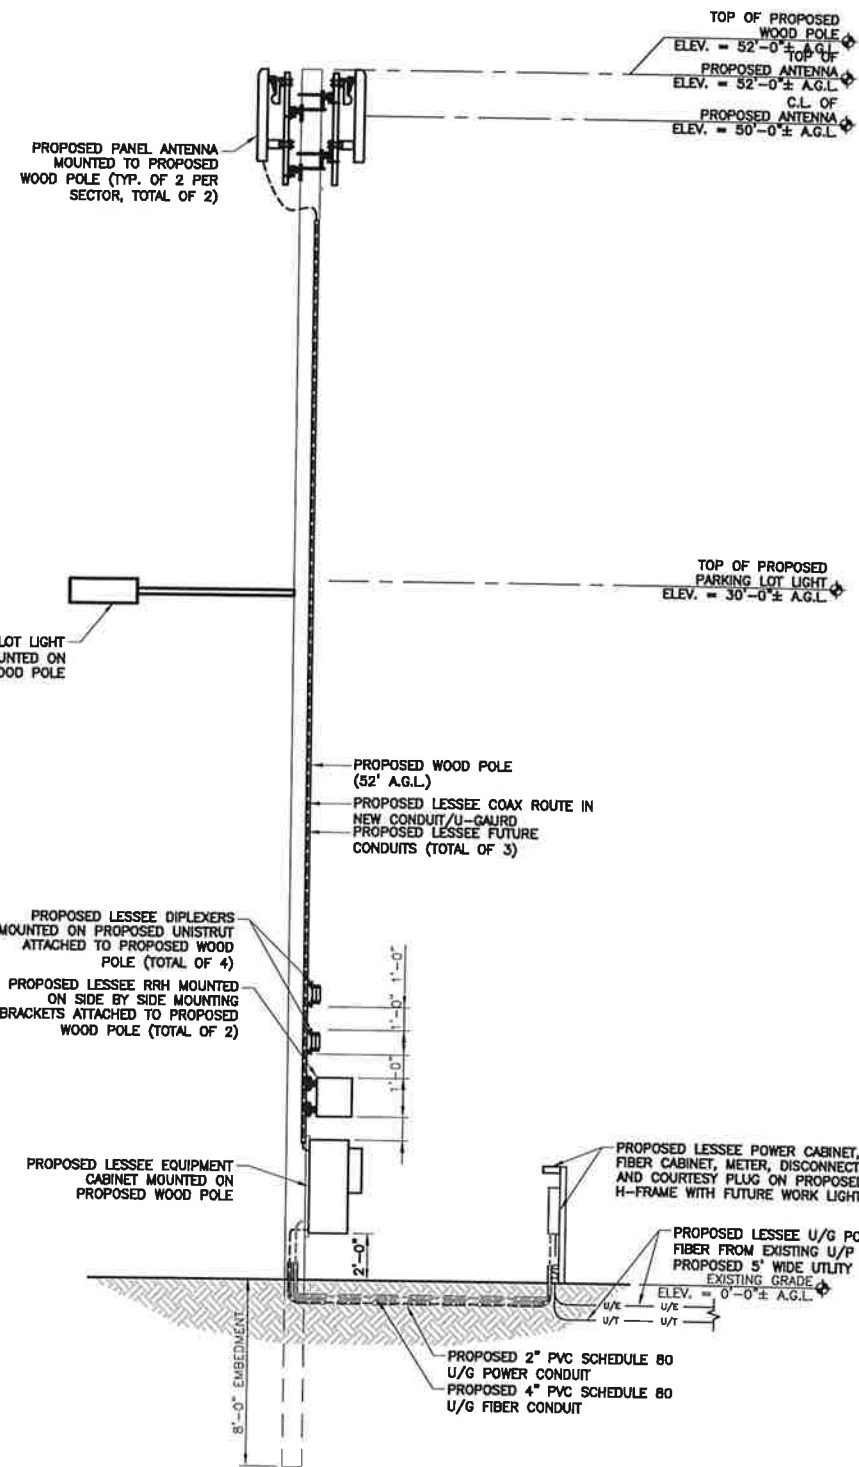 TOP OF PROPOSED
WOOD POLE
ELEV. = 52'-0"± A.G.L.
TOP OF
PROPOSED ANTENNA
ELEV. = 52'-0"± A.G.L.
C.L. OF
PROPOSED ANTENNA
ELEV. = 50'-0"± A.G.L.
PROPOSED PANEL ANTENNA
MOUNTED TO PROPOSED
WOOD POLE (TYP. OF 2 PER
SECTOR, TOTAL OF 2)
TOP OF PROPOSED
PARKING LOT LIGHT
ELEV. = 30'-0"± A.G.L.
LOT LIGHT
UNTED ON
OOD POLE
PROPOSED WOOD POLE
(52' A.G.L.)
PROPOSED LESSEE COAX ROUTE IN
NEW CONDUIT/U-GAURD
PROPOSED LESSEE FUTURE
CONDUITS (TOTAL OF 3)
PROPOSED LESSEE DIPLEXERS
MOUNTED ON PROPOSED UNISTRUT
ATTACHED TO PROPOSED WOOD
POLE (TOTAL OF 4)
PROPOSED LESSEE RRH MOUNTED
ON SIDE BY SIDE MOUNTING
BRACKETS ATTACHED TO PROPOSED
WOOD POLE (TOTAL OF 2)
1'-0"
1'-0"
1'-0"
PROPOSED LESSEE EQUIPMENT
CABINET MOUNTED ON
PROPOSED WOOD POLE
PROPOSED LESSEE POWER CABINET,
FIBER CABINET, METER, DISCONNECT
AND COURTESY PLUG ON PROPOSED
H-FRAME WITH FUTURE WORK LIGHT
2'-0"
PROPOSED LESSEE U/G PO
FIBER FROM EXISTING U/P
PROPOSED 5' WIDE UTLITY
EXISTING GRADE
ELEV. = 0'-0"± A.G.L.
U/E U/E
U/T U/T
8'-0" EMBEDMENT
PROPOSED 2" PVC SCHEDULE 80
U/G POWER CONDUIT
PROPOSED 4" PVC SCHEDULE 80
U/G FIBER CONDUIT